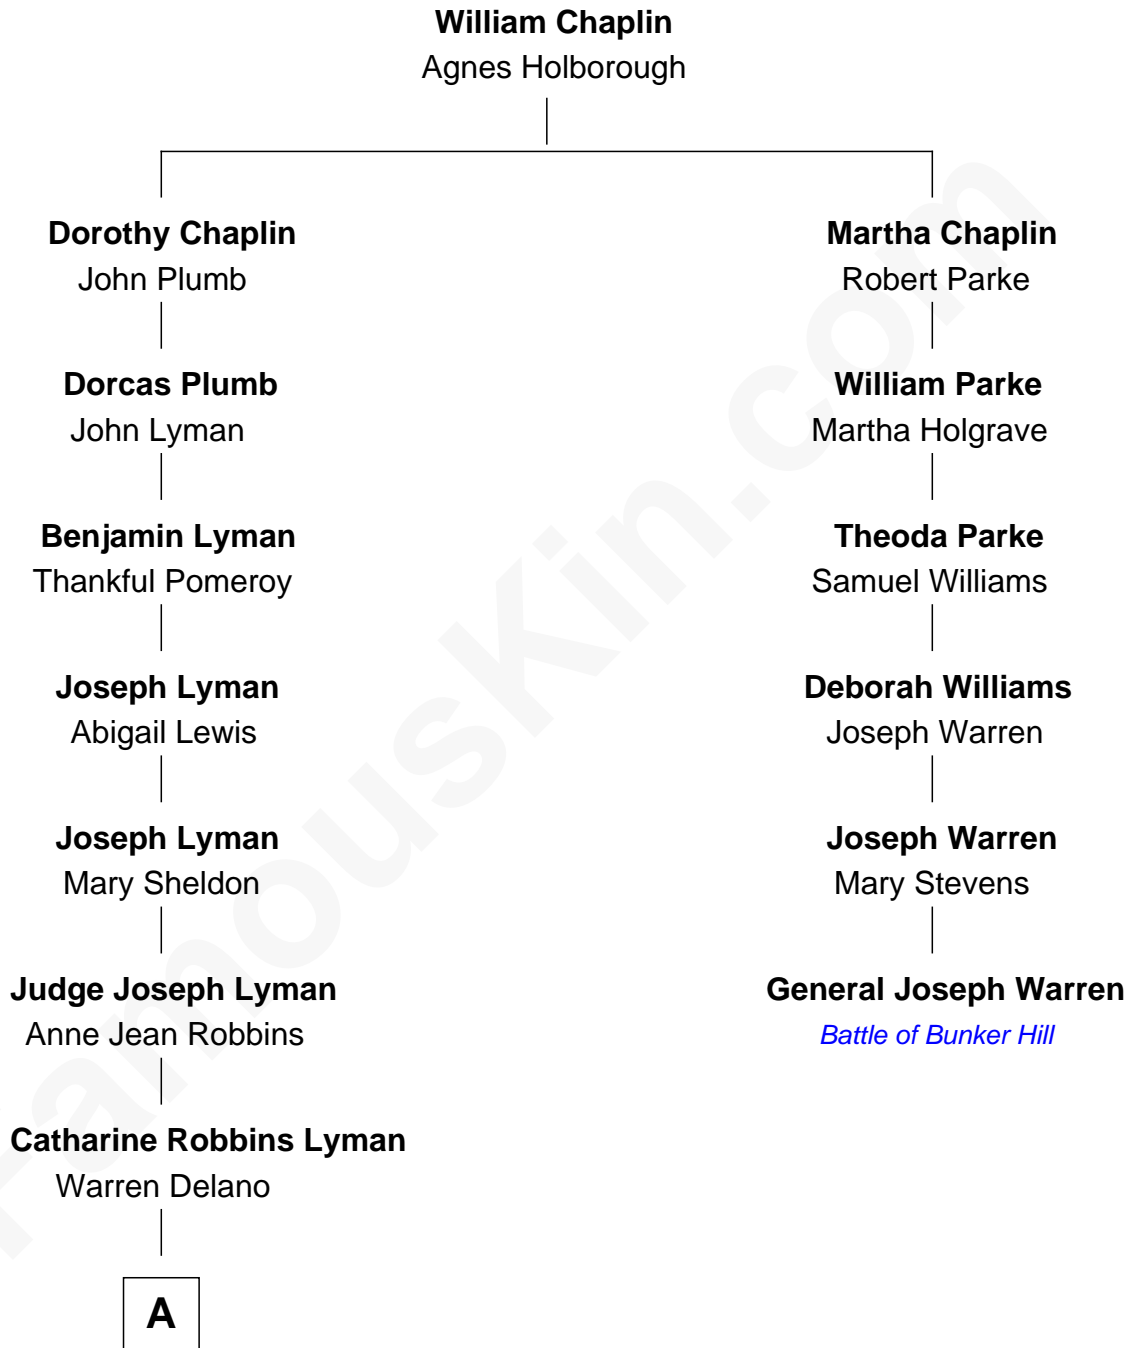 William Chaplin
Agnes Holborough
Dorothy Chaplin
John Plumb
Martha Chaplin
Robert Parke
Dorcas Plumb
John Lyman
William Parke
Martha Holgrave
Benjamin Lyman
Thankful Pomeroy
Theoda Parke
Samuel Williams
Joseph Lyman
Abigail Lewis
Deborah Williams
Joseph Warren
Joseph Lyman
Mary Sheldon
Joseph Warren
Mary Stevens
Judge Joseph Lyman
Anne Jean Robbins
General Joseph Warren
Battle of Bunker Hill
Catharine Robbins Lyman
Warren Delano
A
FamousKin.com